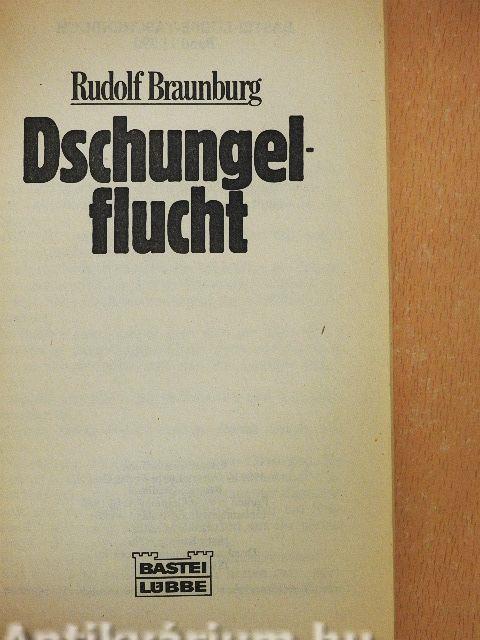 Rudolf Braunburg
Dschungel-
flucht
BASTEI
LÜBBE
Antikvárium.hu